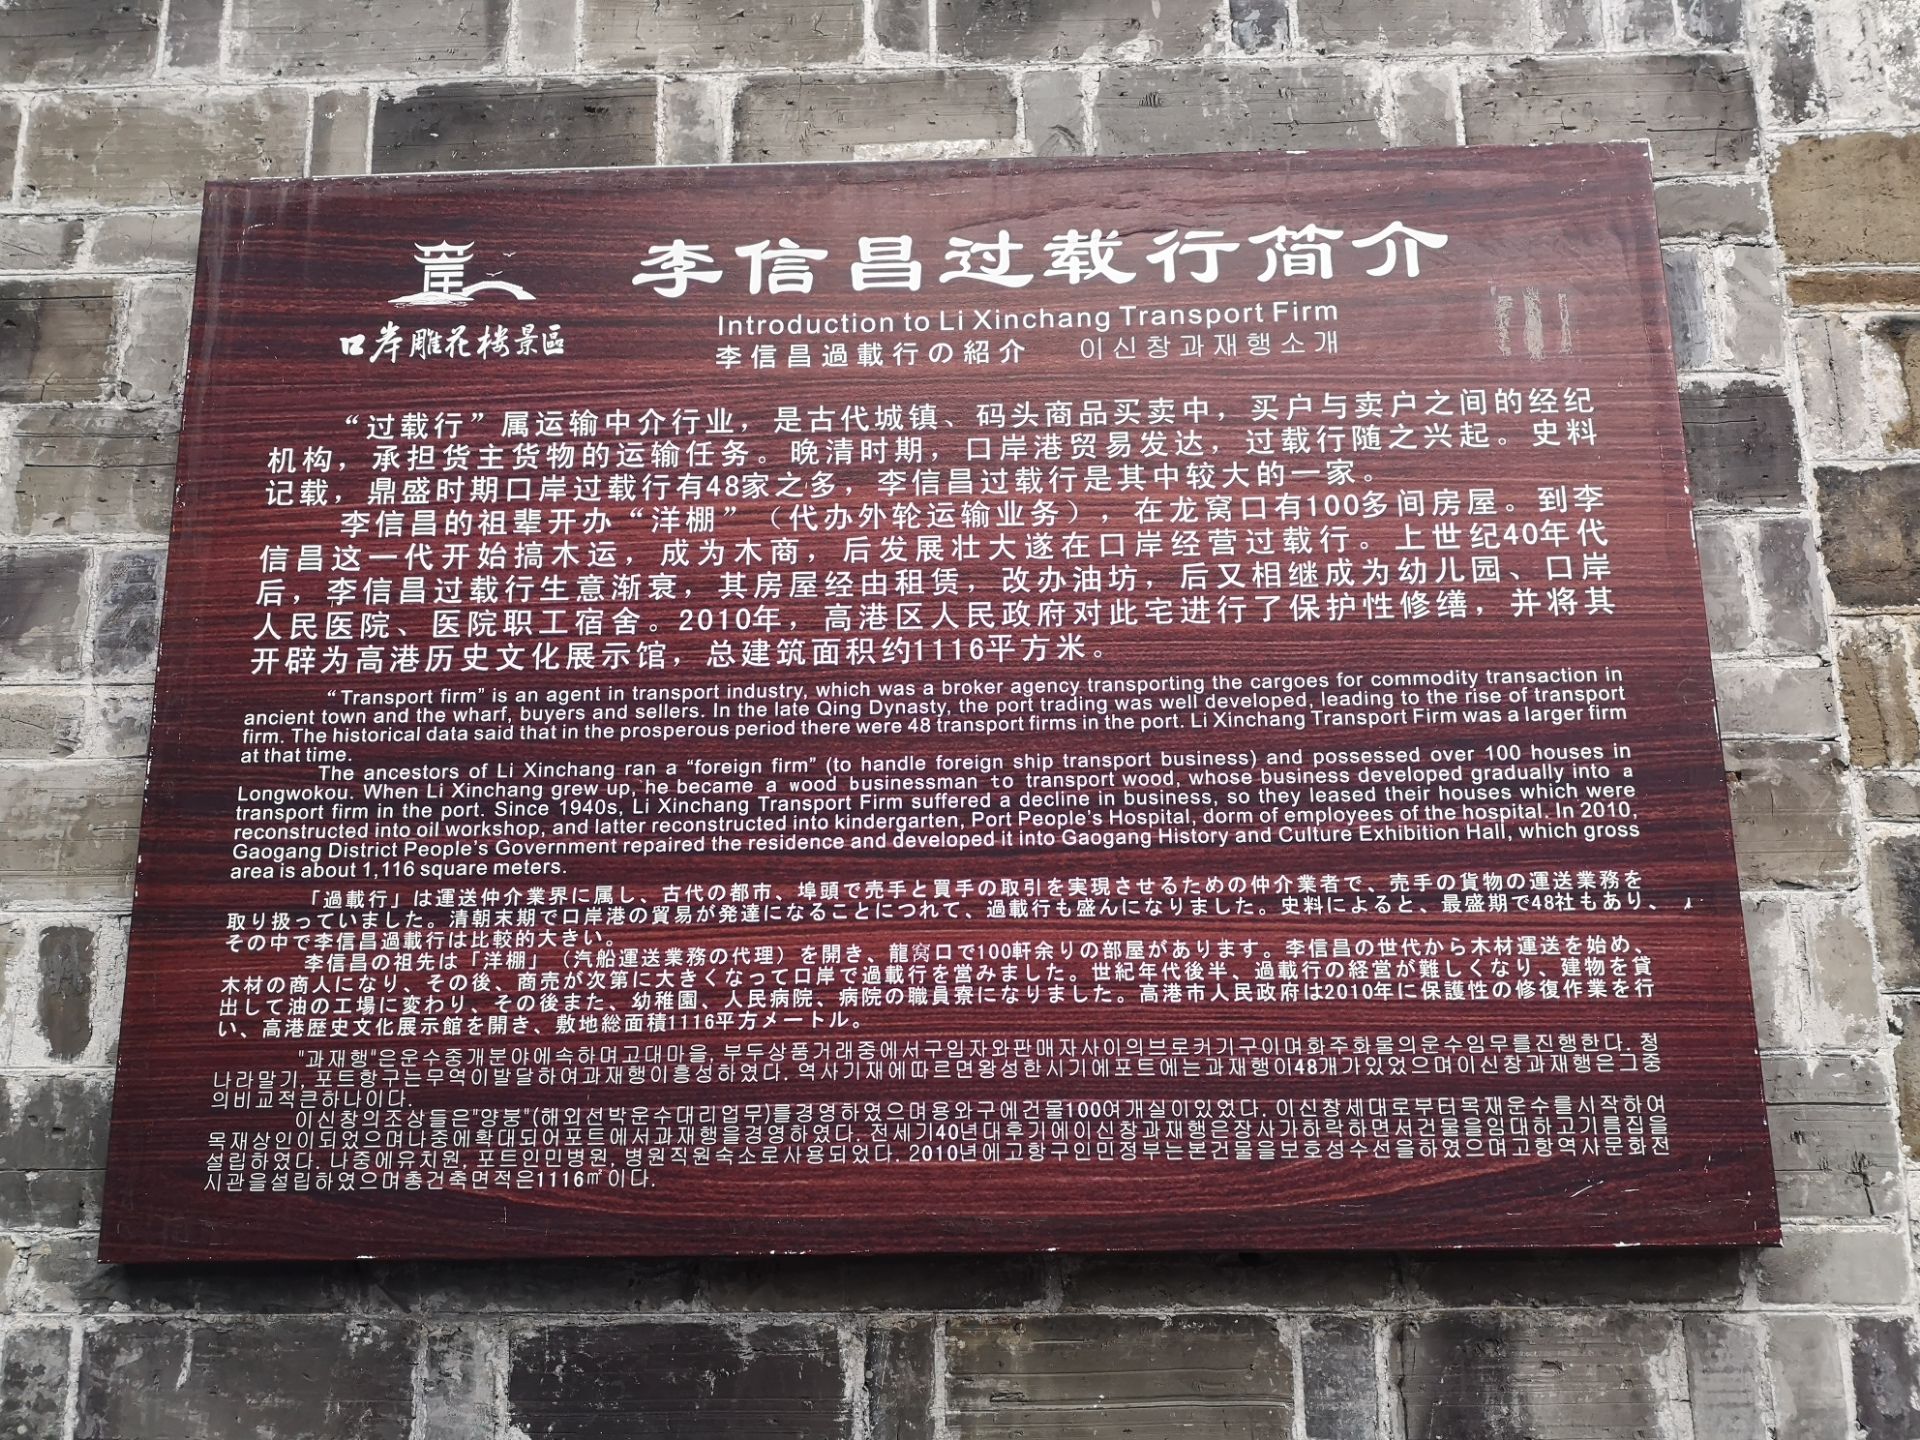 李信昌过载行简介
口岸雕花楼景區
Introduction to Li Xinchang Transport Firm
李信昌過載行の紹介 이신창과재행소개
“过载行”属运输中介行业，是古代城镇、码头商品买卖中，买户与卖户之间的经纪
机构，承担货主货物的运输任务。晚清时期，口岸港贸易发达，过载行随之兴起。史料
记载，鼎盛时期口岸过载行有48家之多，李信昌过载行是其中较大的一家。
李信昌的祖辈开办“洋棚”（代办外轮运输业务），在龙窝口有100多间房屋。到李
信昌这一代开始搞木运，成为木商，后发展壮大遂在口岸经营过载行。上世纪40年代
后，李信昌过载行生意渐衰，其房屋经由租赁，改办油坊，后又相继成为幼儿园、口岸
人民医院、医院职工宿舍。2010年，高港区人民政府对此宅进行了保护性修缮，并将其
开辟为高港历史文化展示馆，总建筑面积约1116平方米。
“Transport firm” is an agent in transport industry, which was a broker agency transporting the cargoes for commodity transaction in
ancient town and the wharf, buyers and sellers. In the late Qing Dynasty, the port trading was well developed, leading to the rise of transport
firm. The historical data said that in the prosperous period there were 48 transport firms in the port. Li Xinchang Transport Firm was a larger firm
at that time.
The ancestors of Li Xinchang ran a “foreign firm” (to handle foreign ship transport business) and possessed over 100 houses in
Longwokou. When Li Xinchang grew up, he became a wood businessman to transport wood, whose business developed gradually into a
transport firm in the port. Since 1940s, Li Xinchang Transport Firm suffered a decline in business, so they leased their houses which were
reconstructed into oil workshop, and latter reconstructed into kindergarten, Port People’s Hospital, dorm of employees of the hospital. In 2010,
Gaogang District People’s Government repaired the residence and developed it into Gaogang History and Culture Exhibition Hall, which gross
area is about 1,116 square meters.
「過載行」は運送仲介業界に属し、古代の都市、埠頭で売手と買手の取引を実現させるための仲介業者で、売手の貨物の運送業務を
取り扱っていました。清朝末期で口岸港の貿易が発達になることにつれて、過載行も盛んになりました。史料によると、最盛期で48社もあり、
その中で李信昌過載行は比較的大きい。
李信昌の祖先は「洋棚」（汽船運送業務の代理）を開き、龍窝口で100軒余りの部屋があります。李信昌の世代から木材運送を始め、
木材の商人になり、その後、商売が次第に大きくなって口岸で過載行を営みました。世紀年代後半、過載行の経営が難しくなり、建物を貸
出して油の工場に変わり、その後また、幼稚園、人民病院、病院の職員寮になりました。高港市人民政府は2010年に保護性の修復作業を行
い、高港歴史文化展示館を開き、敷地総面積1116平方メートル。
"과재행"은운수중개분야에속하며고대마을, 부두상품거래중에서구입자와판매자사이의브로커기구이며화주화물의운수임무를진행한다. 청
나라말기, 포트항구는무역이발달하여과재행이흥성하였다. 역사기재에따르면왕성한시기에포트에는과재행이48개가있었으며이신창과재행은그중
의비교적큰하나이다.
이신창의조상들은"양붕"(해외선박운수대리업무)를경영하였으며용와구에건물100여개실이있었다. 이신창세대로부터목재운수를시작하여
목재상인이되었으며나중에확대되어포트에서과재행을경영하였다. 전세기40년대후기에이신창과재행은장사가하락하면서건물을임대하고기름집을
설립하였다. 나중에유치원, 포트인민병원, 병원직원숙소로사용되었다. 2010년에고항구인민정부는본건물을보호성수선을하였으며고항역사문화전
시관을설립하였으며총건축면적은1116㎡이다.